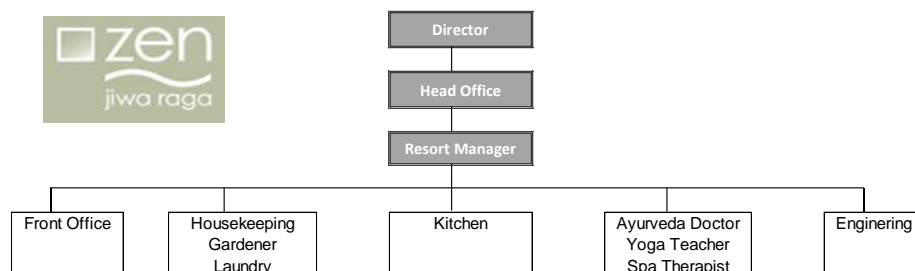 zen
jiwa raga
Director
Head Office
Resort Manager
Front Office
Housekeeping
Gardener
Laundry
Kitchen
Ayurveda Doctor
Yoga Teacher
Spa Therapist
Enginering